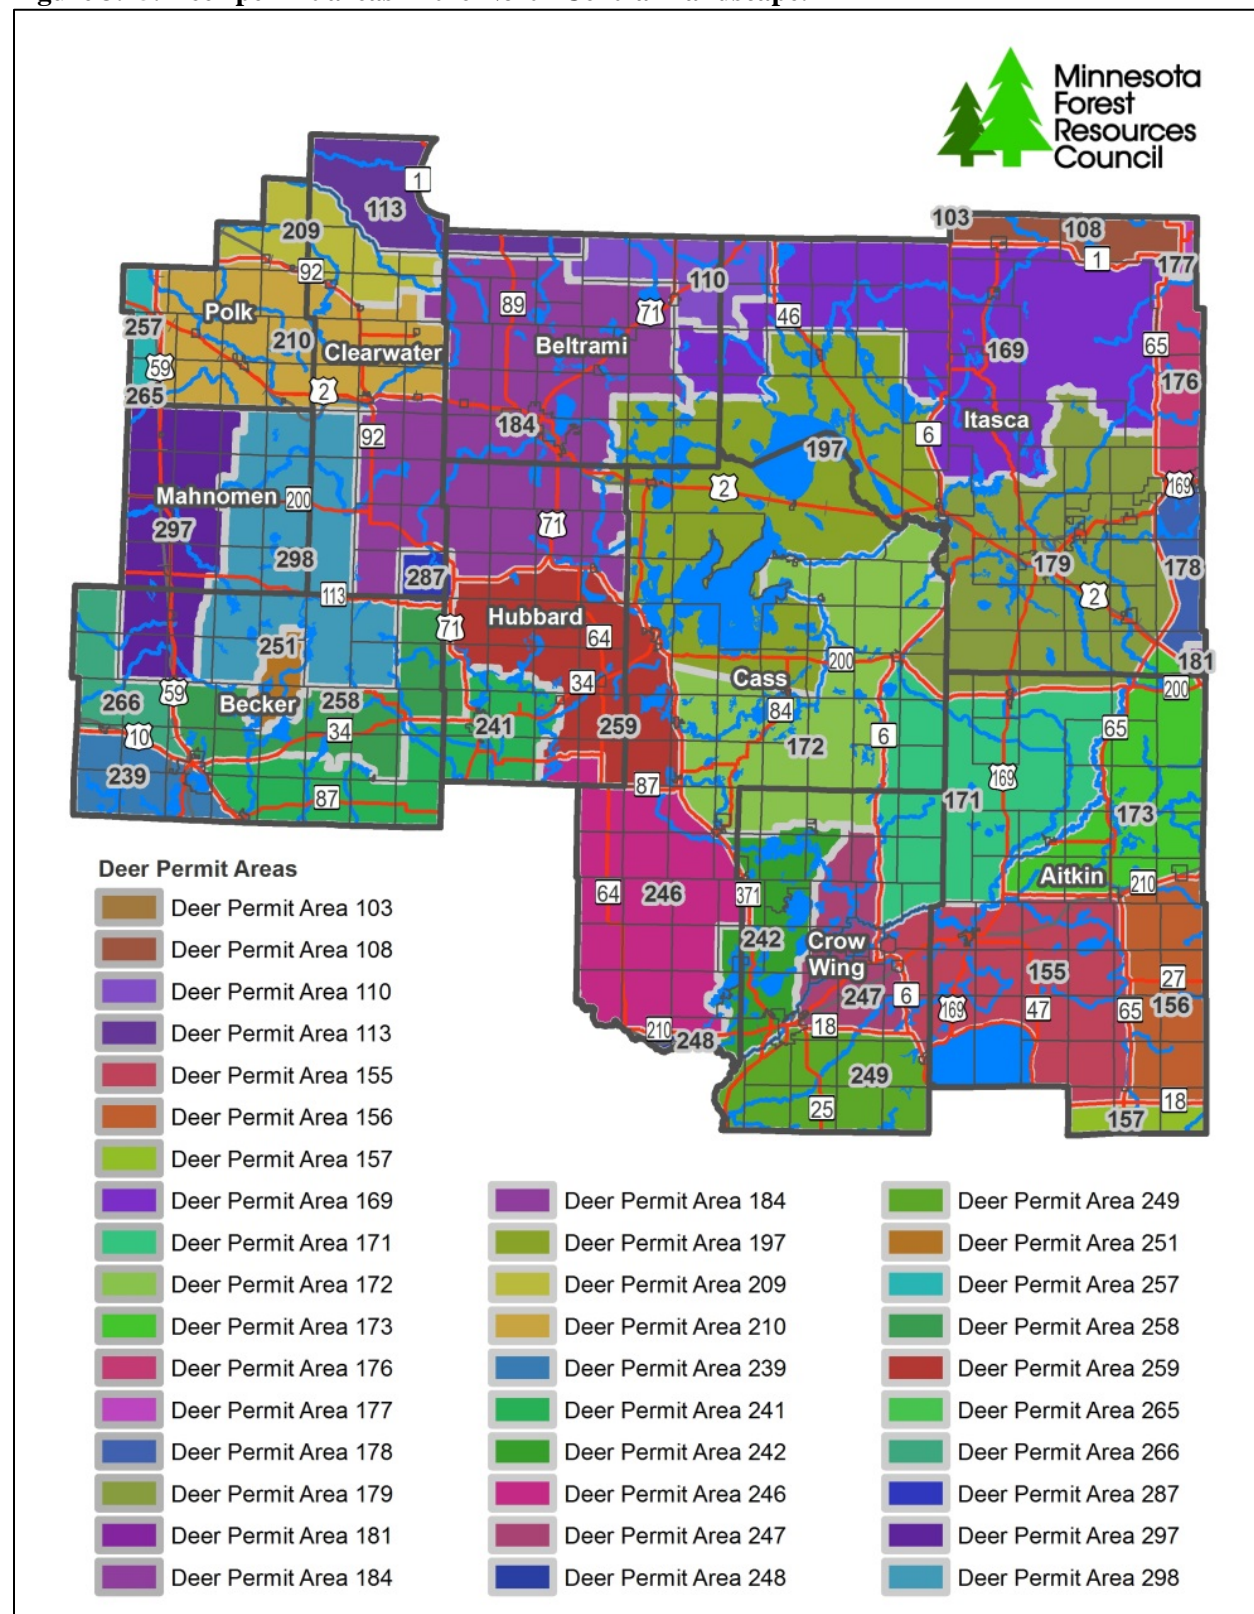 Minnesota
Forest
Resources
Council
1
113
103
108
209
1
177
92
110
89
71
46
Polk
257
210
Beltrami
Clearwater
169
65
59
2
176
265
184
Itasca
92
6
197
Mahnomen
200
2
169
297
71
298
179
178
287
2
113
Hubbard
71
64
251
200
181
59
34
Cass
200
266
Becker
258
84
65
10
34
241
259
172
6
239
169
87
87
171
173
Deer Permit Areas
Aitkin
210
64
246
371
Deer Permit Area 103
242
Crow
Wing
Deer Permit Area 108
155
27
247
6
169
47
65
156
Deer Permit Area 110
210
18
248
Deer Permit Area 113
249
Deer Permit Area 155
25
18
157
Deer Permit Area 156
Deer Permit Area 157
Deer Permit Area 169
Deer Permit Area 171
Deer Permit Area 172
Deer Permit Area 173
Deer Permit Area 176
Deer Permit Area 177
Deer Permit Area 178
Deer Permit Area 179
Deer Permit Area 181
Deer Permit Area 184
Deer Permit Area 184
Deer Permit Area 197
Deer Permit Area 209
Deer Permit Area 210
Deer Permit Area 239
Deer Permit Area 241
Deer Permit Area 242
Deer Permit Area 246
Deer Permit Area 247
Deer Permit Area 248
Deer Permit Area 249
Deer Permit Area 251
Deer Permit Area 257
Deer Permit Area 258
Deer Permit Area 259
Deer Permit Area 265
Deer Permit Area 266
Deer Permit Area 287
Deer Permit Area 297
Deer Permit Area 298